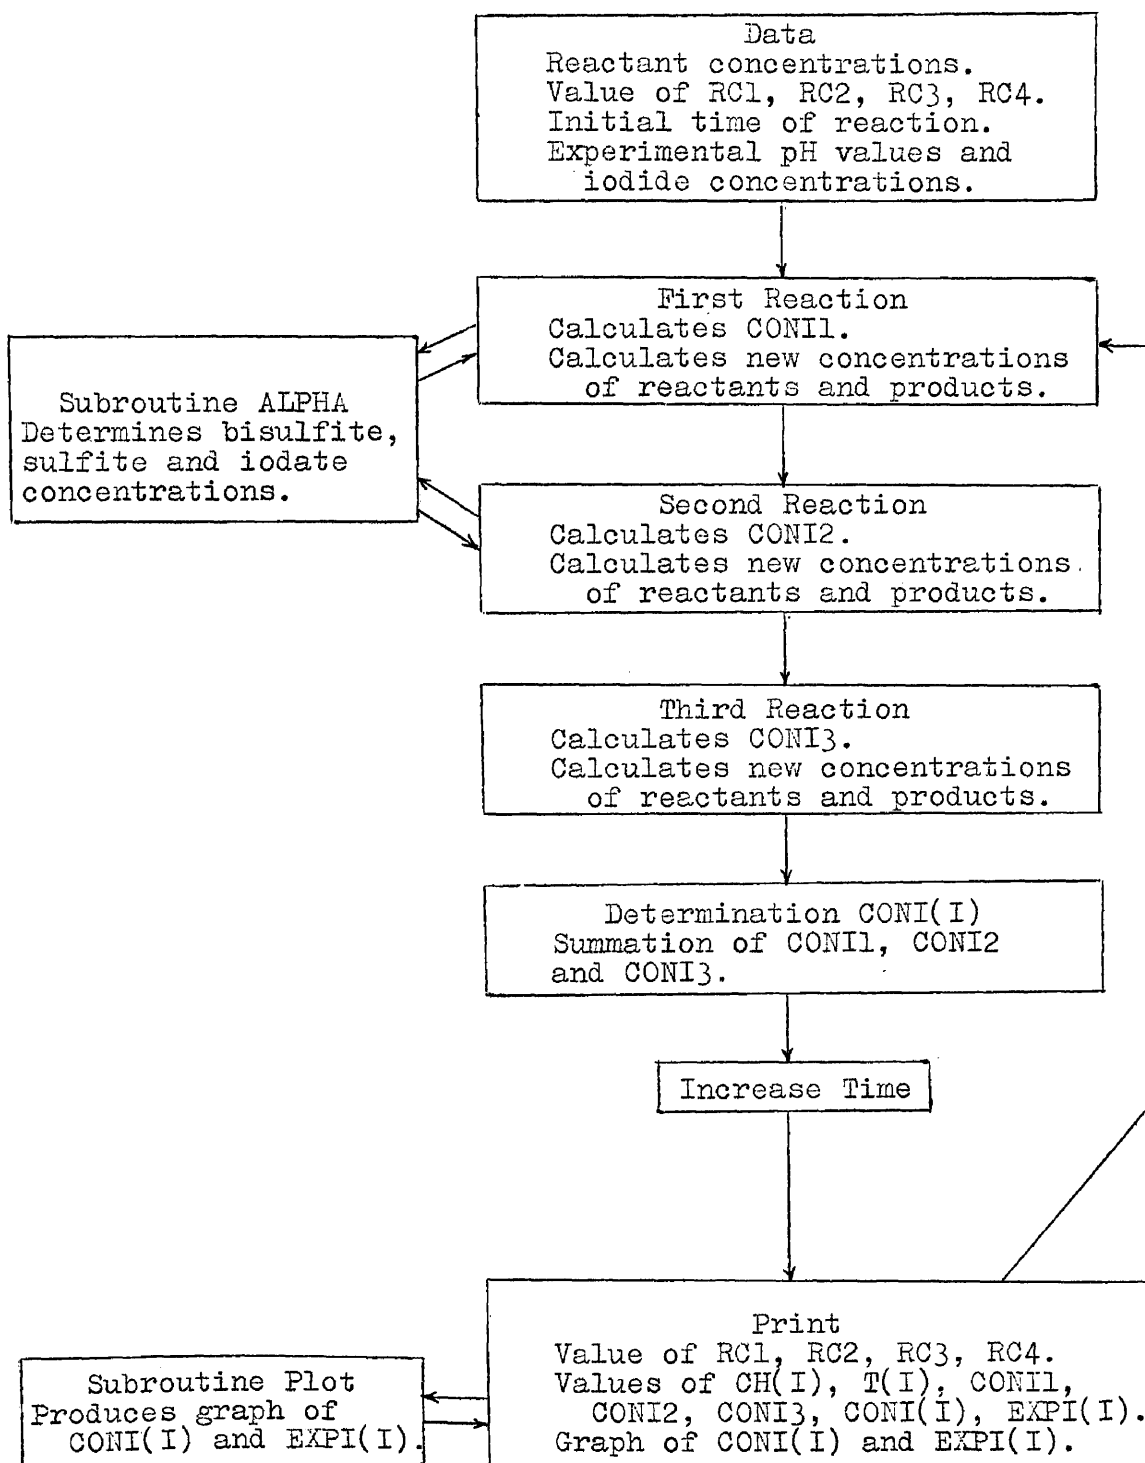 Data
Reactant concentrations.
Value of RC1, RC2, RC3, RC4.
Initial time of reaction.
Experimental pH values and
iodide concentrations.
First Reaction
Calculates CONI1.
Calculates new concentrations
of reactants and products.
Subroutine ALPHA
Determines bisulfite,
sulfite and iodate
concentrations.
Second Reaction
Calculates CONI2.
Calculates new concentrations
of reactants and products.
Third Reaction
Calculates CONI3.
Calculates new concentrations
of reactants and products.
Determination CONI(I)
Summation of CONI1, CONI2
and CONI3.
Increase Time
Print
Value of RC1, RC2, RC3, RC4.
Values of CH(I), T(I), CONI1,
CONI2, CONI3, CONI(I), EXPI(I).
Graph of CONI(I) and EXPI(I).
Subroutine Plot
Produces graph of
CONI(I) and EXPI(I).